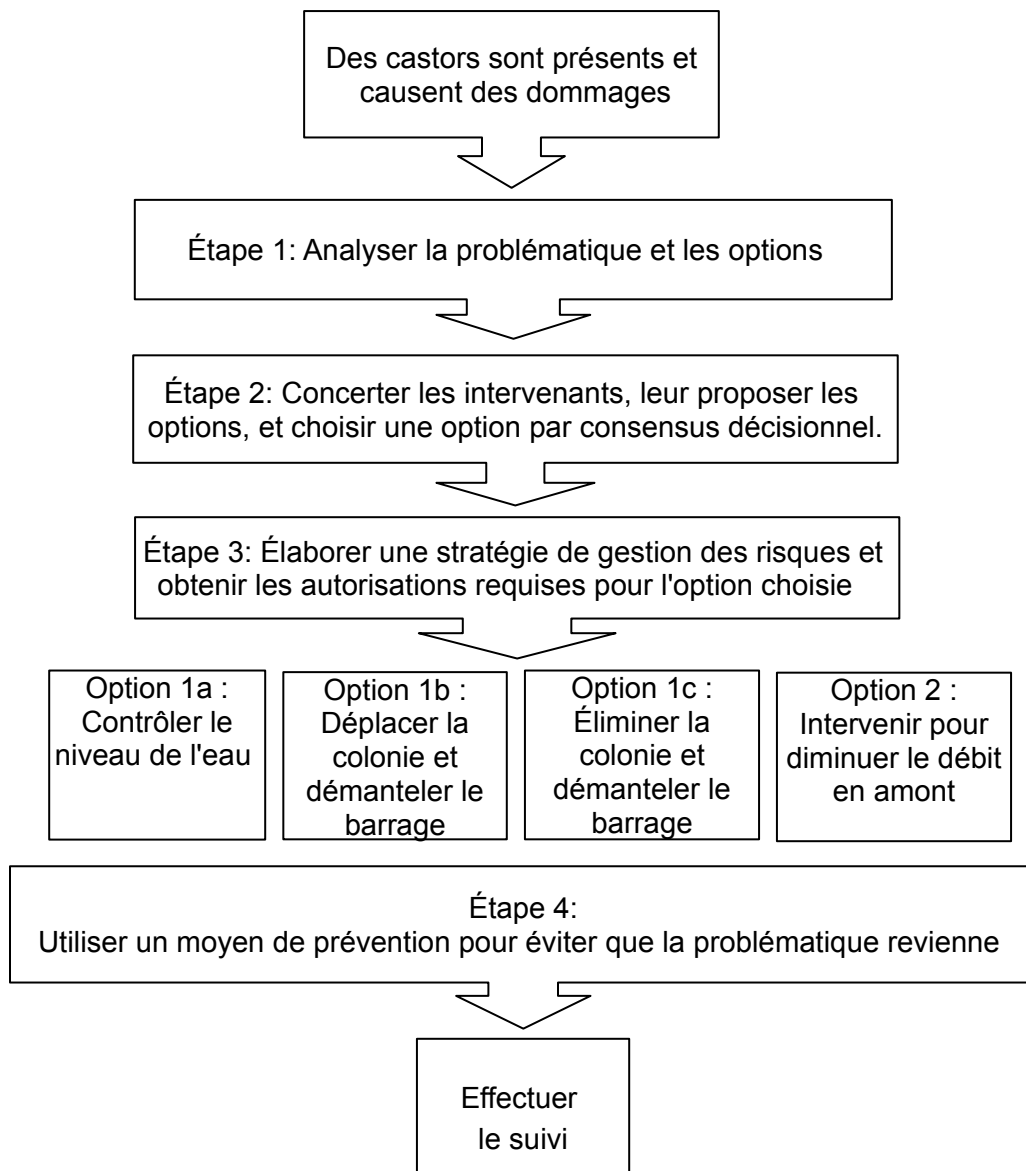 Des castors sont présents et
causent des dommages
Étape 1: Analyser la problématique et les options
Étape 2: Concerter les intervenants, leur proposer les
options, et choisir une option par consensus décisionnel.
Étape 3: Élaborer une stratégie de gestion des risques et
obtenir les autorisations requises pour l'option choisie
Option 1a :
Contrôler le
niveau de l'eau
Option 1b :
Déplacer la
colonie et
démanteler le
barrage
Option 1c :
Éliminer la
colonie et
démanteler le
barrage
Option 2 :
Intervenir pour
diminuer le débit
en amont
Étape 4:
Utiliser un moyen de prévention pour éviter que la problématique revienne
Effectuer
le suivi